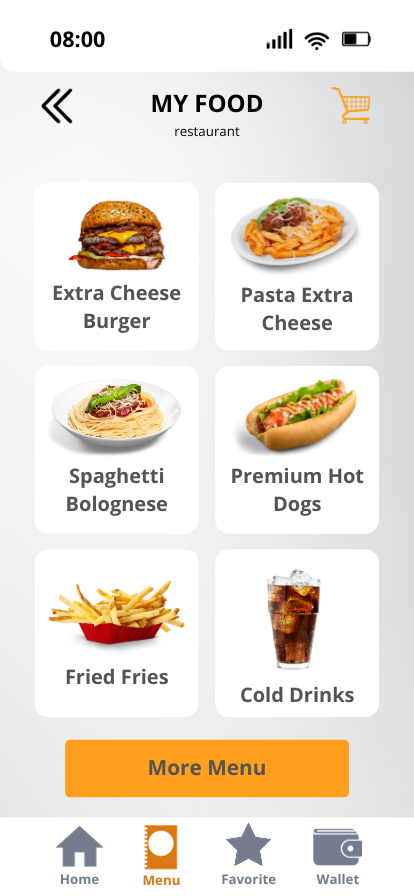 08:00
MY FOOD
restaurant
Extra Cheese
Burger
Pasta Extra
Cheese
Spaghetti
Bolognese
Premium Hot
Dogs
Fried Fries
Cold Drinks
More Menu
Home
Menu
Favorite
Wallet